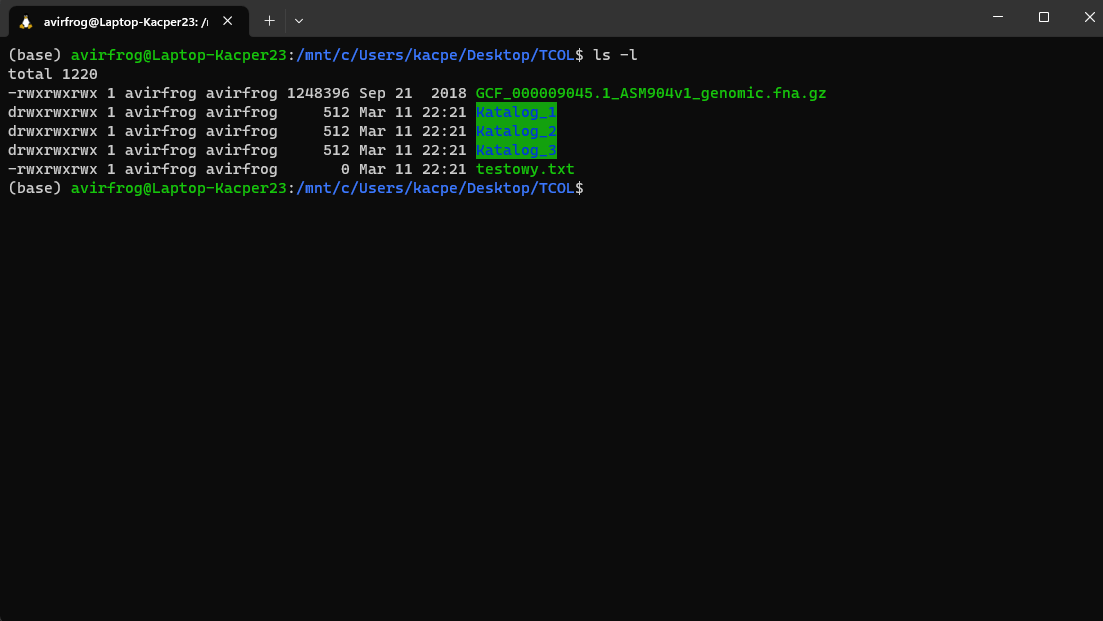 avirfrog@Laptop-Kacper23: /
(base) avirfrog@Laptop-Kacper23:/mnt/c/Users/kacpe/Desktop/TCOL$ ls -l
total 1220
-rwxrwxrwx 1 avirfrog avirfrog 1248396 Sep 21  2018 GCF_000009045.1_ASM904v1_genomic.fna.gz
drwxrwxrwx 1 avirfrog avirfrog     512 Mar 11 22:21 Katalog_1
drwxrwxrwx 1 avirfrog avirfrog     512 Mar 11 22:21 Katalog_2
drwxrwxrwx 1 avirfrog avirfrog     512 Mar 11 22:21 Katalog_3
-rwxrwxrwx 1 avirfrog avirfrog       0 Mar 11 22:21 testowy.txt
(base) avirfrog@Laptop-Kacper23:/mnt/c/Users/kacpe/Desktop/TCOL$